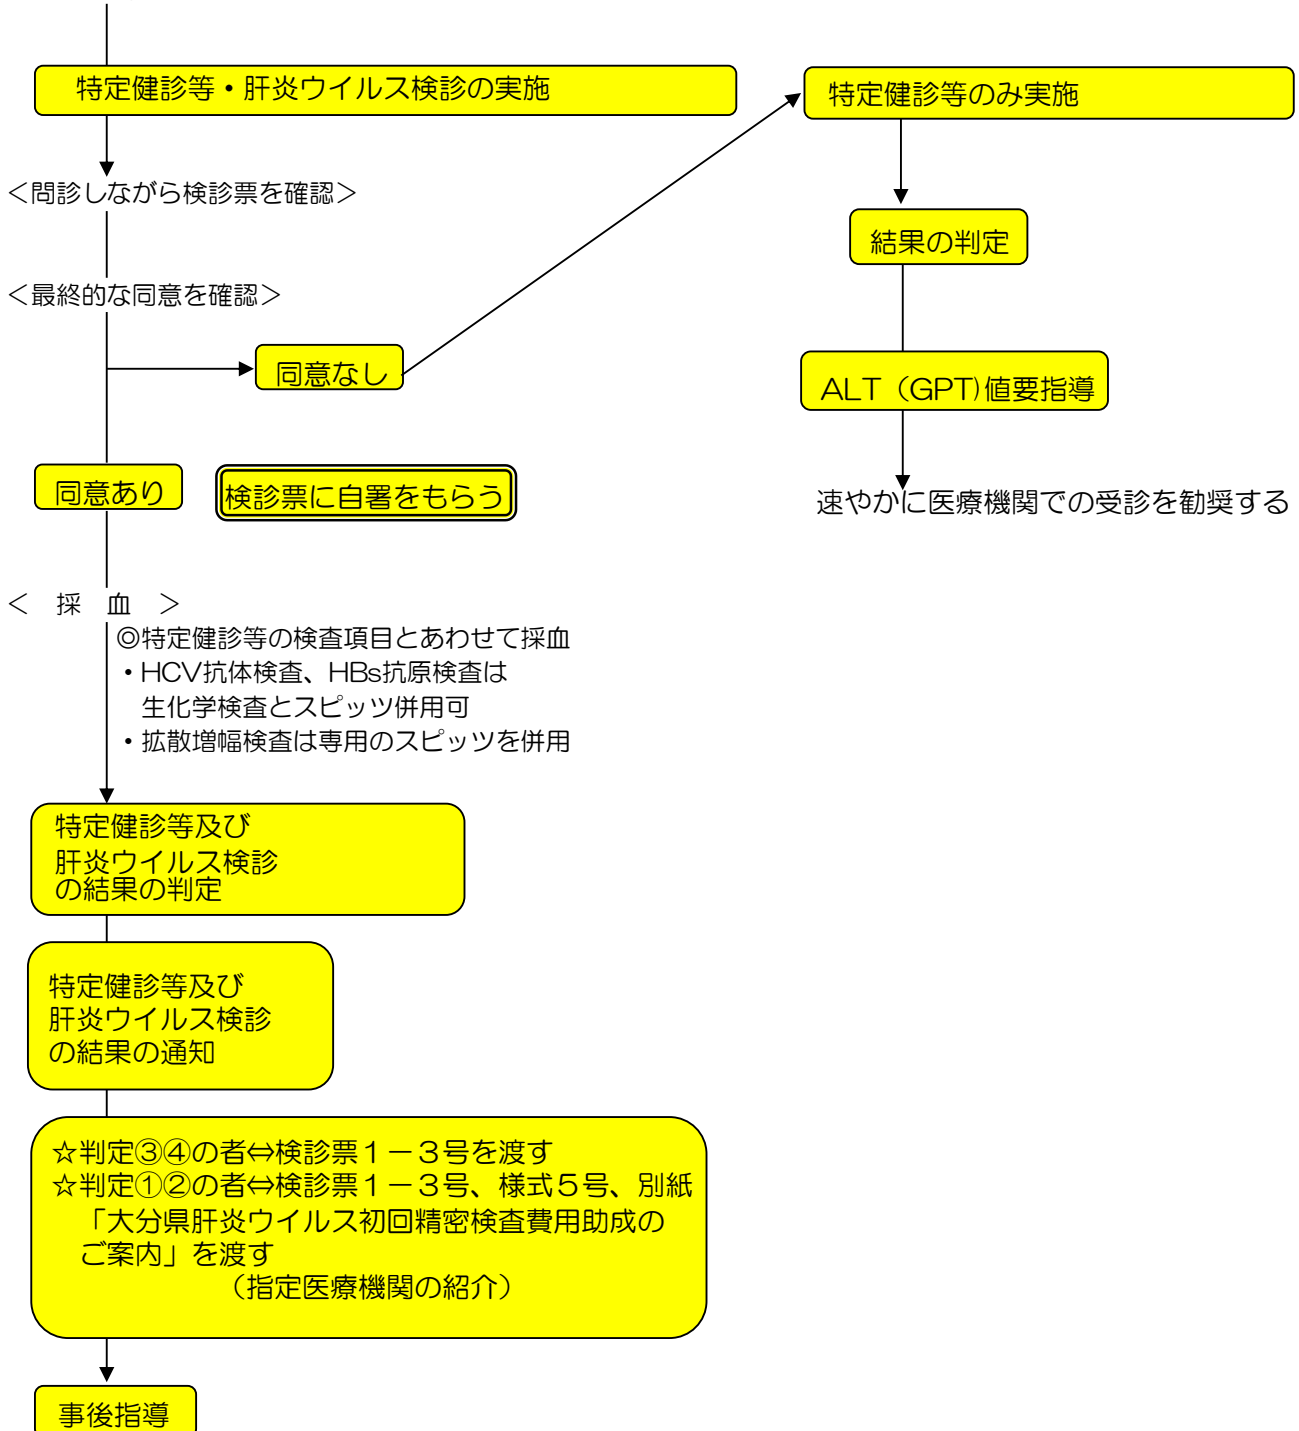 特定健診等・肝炎ウイルス検診の実施
特定健診等のみ実施
＜問診しながら検診票を確認＞
結果の判定
＜最終的な同意を確認＞
同意なし
ALT（GPT)値要指導
同意あり
検診票に自署をもらう
速やかに医療機関での受診を勧奨する
＜　採　血　＞
◎特定健診等の検査項目とあわせて採血
・HCV抗体検査、HBs抗原検査は
生化学検査とスピッツ併用可
・拡散増幅検査は専用のスピッツを併用
特定健診等及び
肝炎ウイルス検診
の結果の判定
特定健診等及び
肝炎ウイルス検診
の結果の通知
☆判定③④の者⇔検診票１－３号を渡す
☆判定①②の者⇔検診票１－３号、様式５号、別紙
「大分県肝炎ウイルス初回精密検査費用助成の
ご案内」を渡す
（指定医療機関の紹介）
事後指導